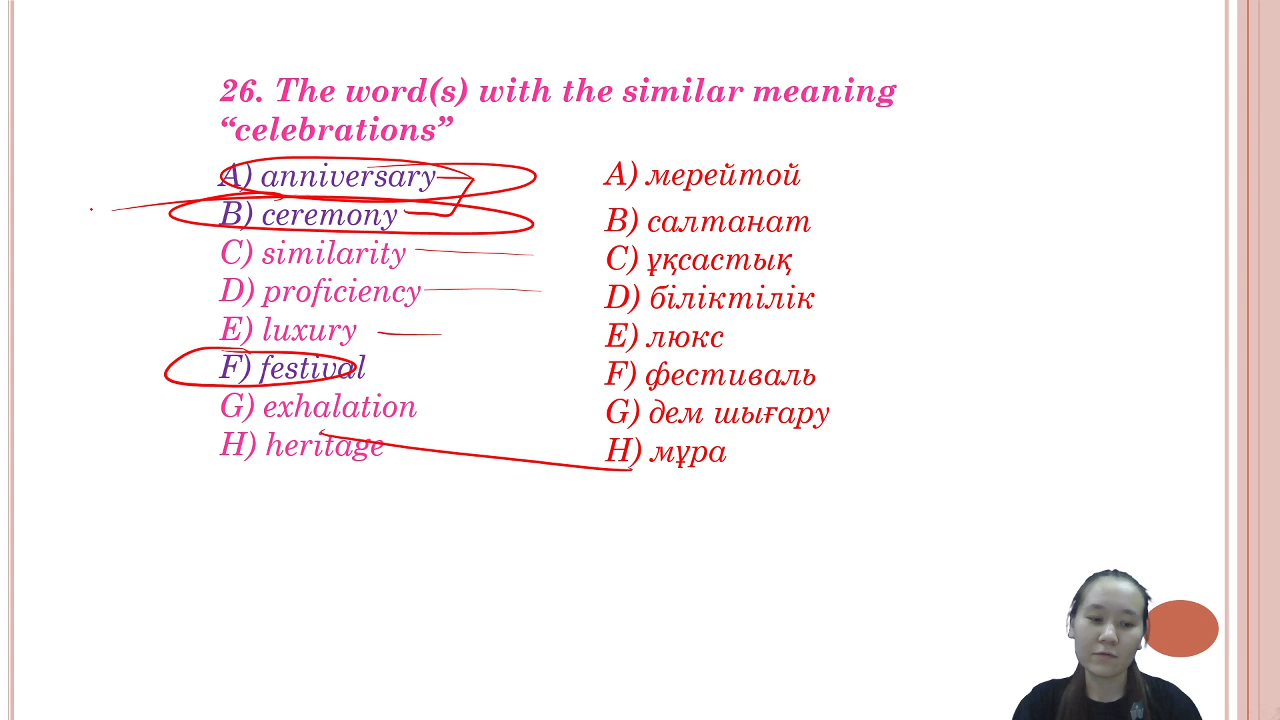 26. The word(s) with the similar meaning
“celebrations”
A) anniversary
B) ceremony
C) similarity
D) proficiency
E) luxury
F) festival
G) exhalation
H) heritage
A) мерейтой
B) салтанат
C) ұқсастық
D) біліктілік
E) люкс
F) фестиваль
G) дем шығару
H) мұра